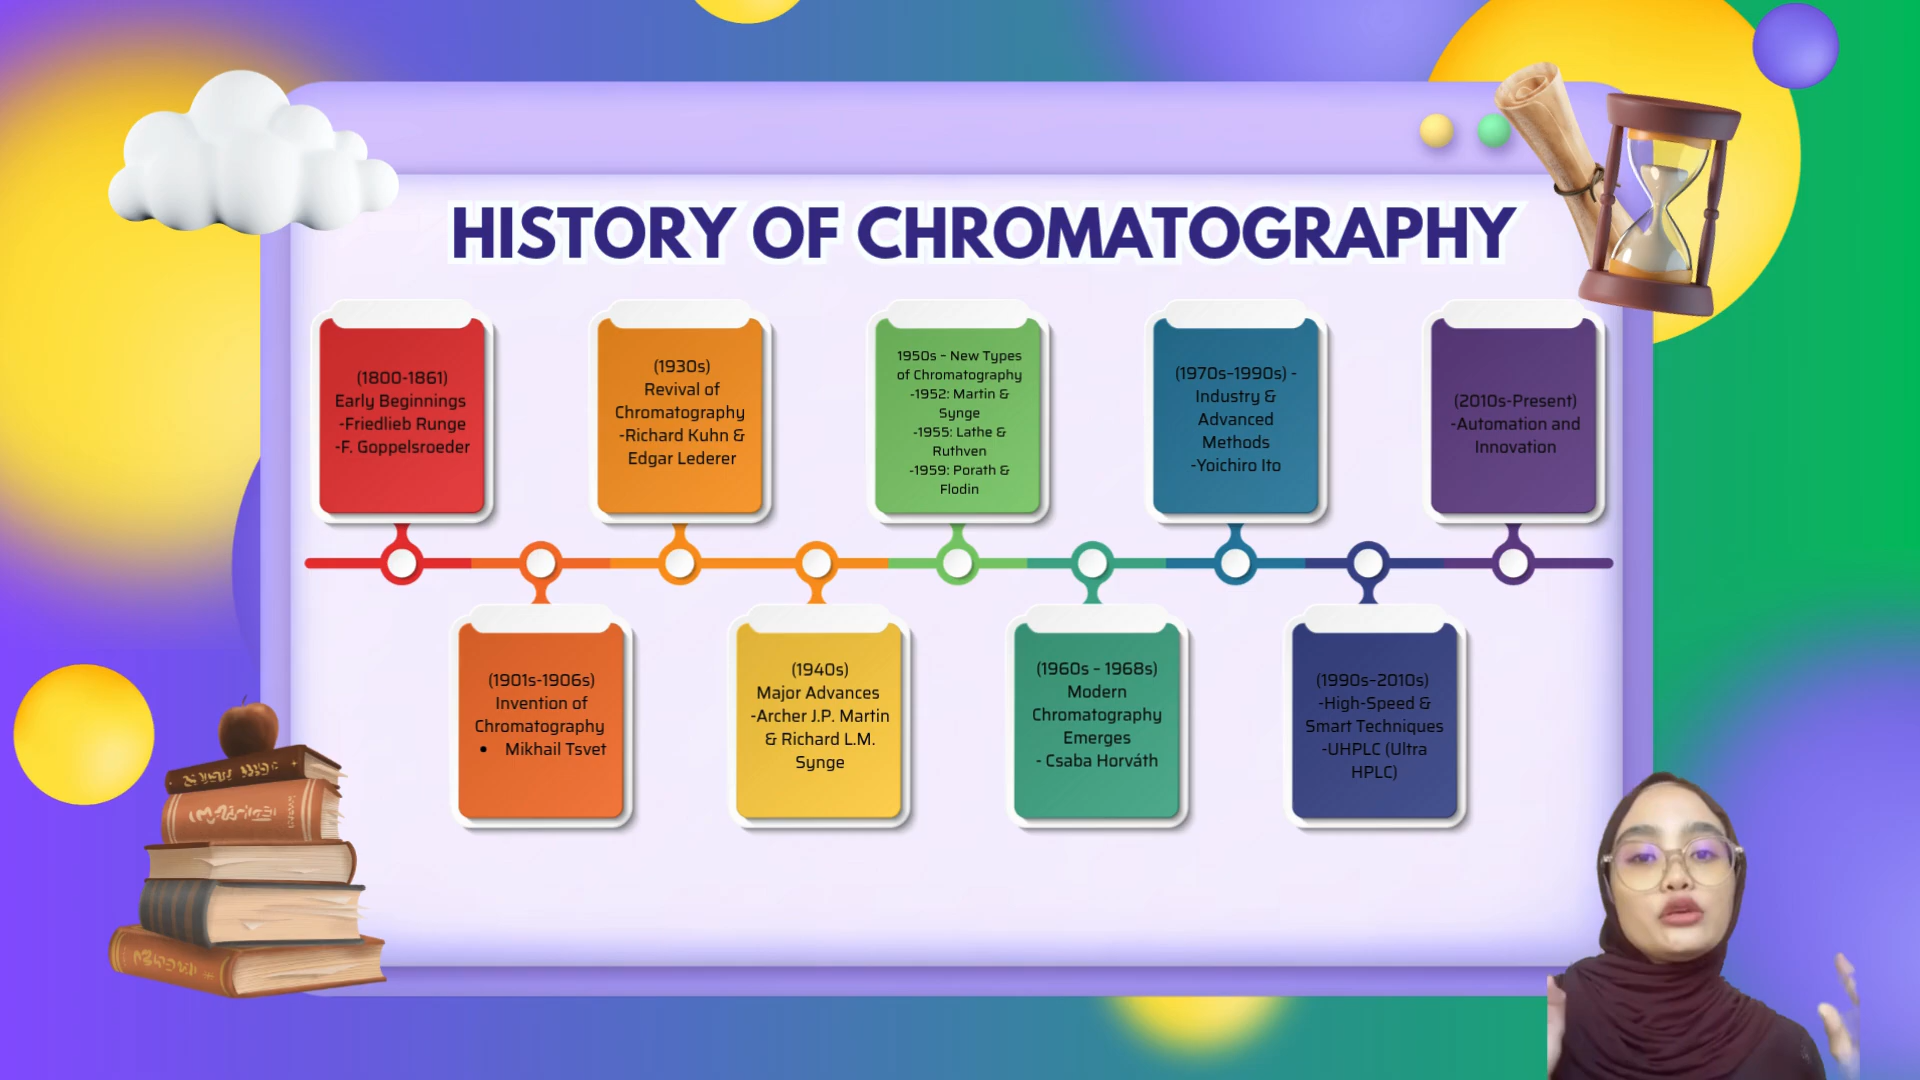 HISTORY OF CHROMATOGRAPHY
(1800-1861)
Early Beginnings
-Friedlieb Runge
-F. Goppelsroeder
(1901s-1906s)
Invention of
Chromatography
• Mikhail Tsvet
(1930s)
Revival of
Chromatography
-Richard Kuhn &
Edgar Lederer
(1940s)
Major Advances
-Archer J.P. Martin
& Richard L.M.
Synge
1950s - New Types
of Chromatography
-1952: Martin &
Synge
-1955: Lathe &
Ruthven
-1959: Porath &
Flodin
(1960s - 1968s)
Modern
Chromatography
Emerges
- Csaba Horváth
(1970s-1990s) -
Industry &
Advanced
Methods
-Yoichiro Ito
(1990s-2010s)
-High-Speed &
Smart Techniques
-UHPLC (Ultra
HPLC)
(2010s-Present)
-Automation and
Innovation